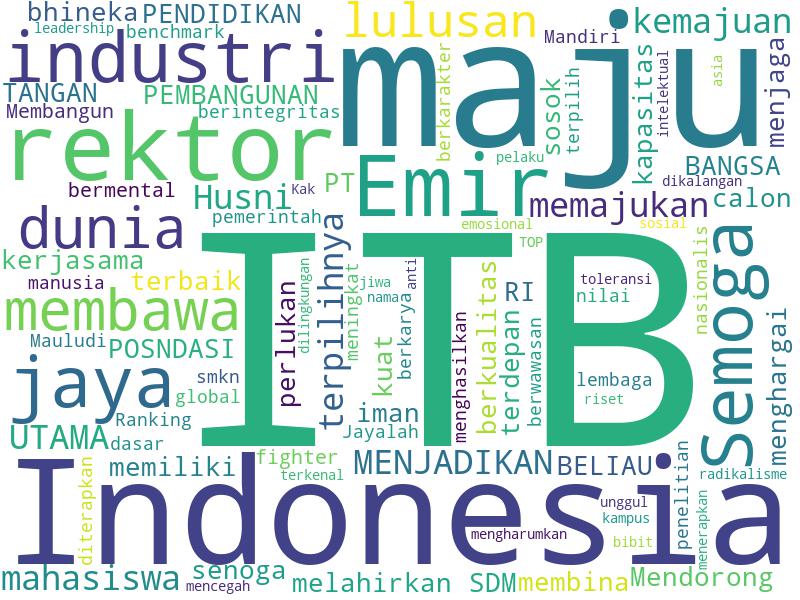 bhineka
PENDIDIKAN
lulusan
kemajuan
leadership
benchmark
Mandiri
industri
maju
TANGAN
PEMBANGUNAN
Membangun
berintegritas
berkarakter
sosok
terpilih
kapasitas
intelektual
asia
menjaga
rektor
pelaku
BANGSA
PT
Emir
dikalangan
bermental
Husni
Kak
memajukan
calon
dunia
pemerintah
emosional
sosial
TOP
ITB
kerjasama
manusia
terbaik
perlukan
dilingkungan
terpilihnya
meningkat
jiwa
nama
anti
RI
toleransi
nilai
nasionalis
Semoga
membawa
Mauludi
POSNDASI
kuat
berkarya
menghasilkan
berkualitas
terdepan
berwawasan
menghargai
jaya
smkn
global
lembaga
riset
Ranking
iman
UTAMA
dasar
Jayalah
memiliki
fighter
terkenal
MENJADIKAN
BELIAU
penelitian
radikalisme
diterapkan
Indonesia
unggul
kampus
mengharumkan
bibit
menerapkan
mahasiswa
senoga
mencegah
melahirkan
SDM
membina
Mendorong